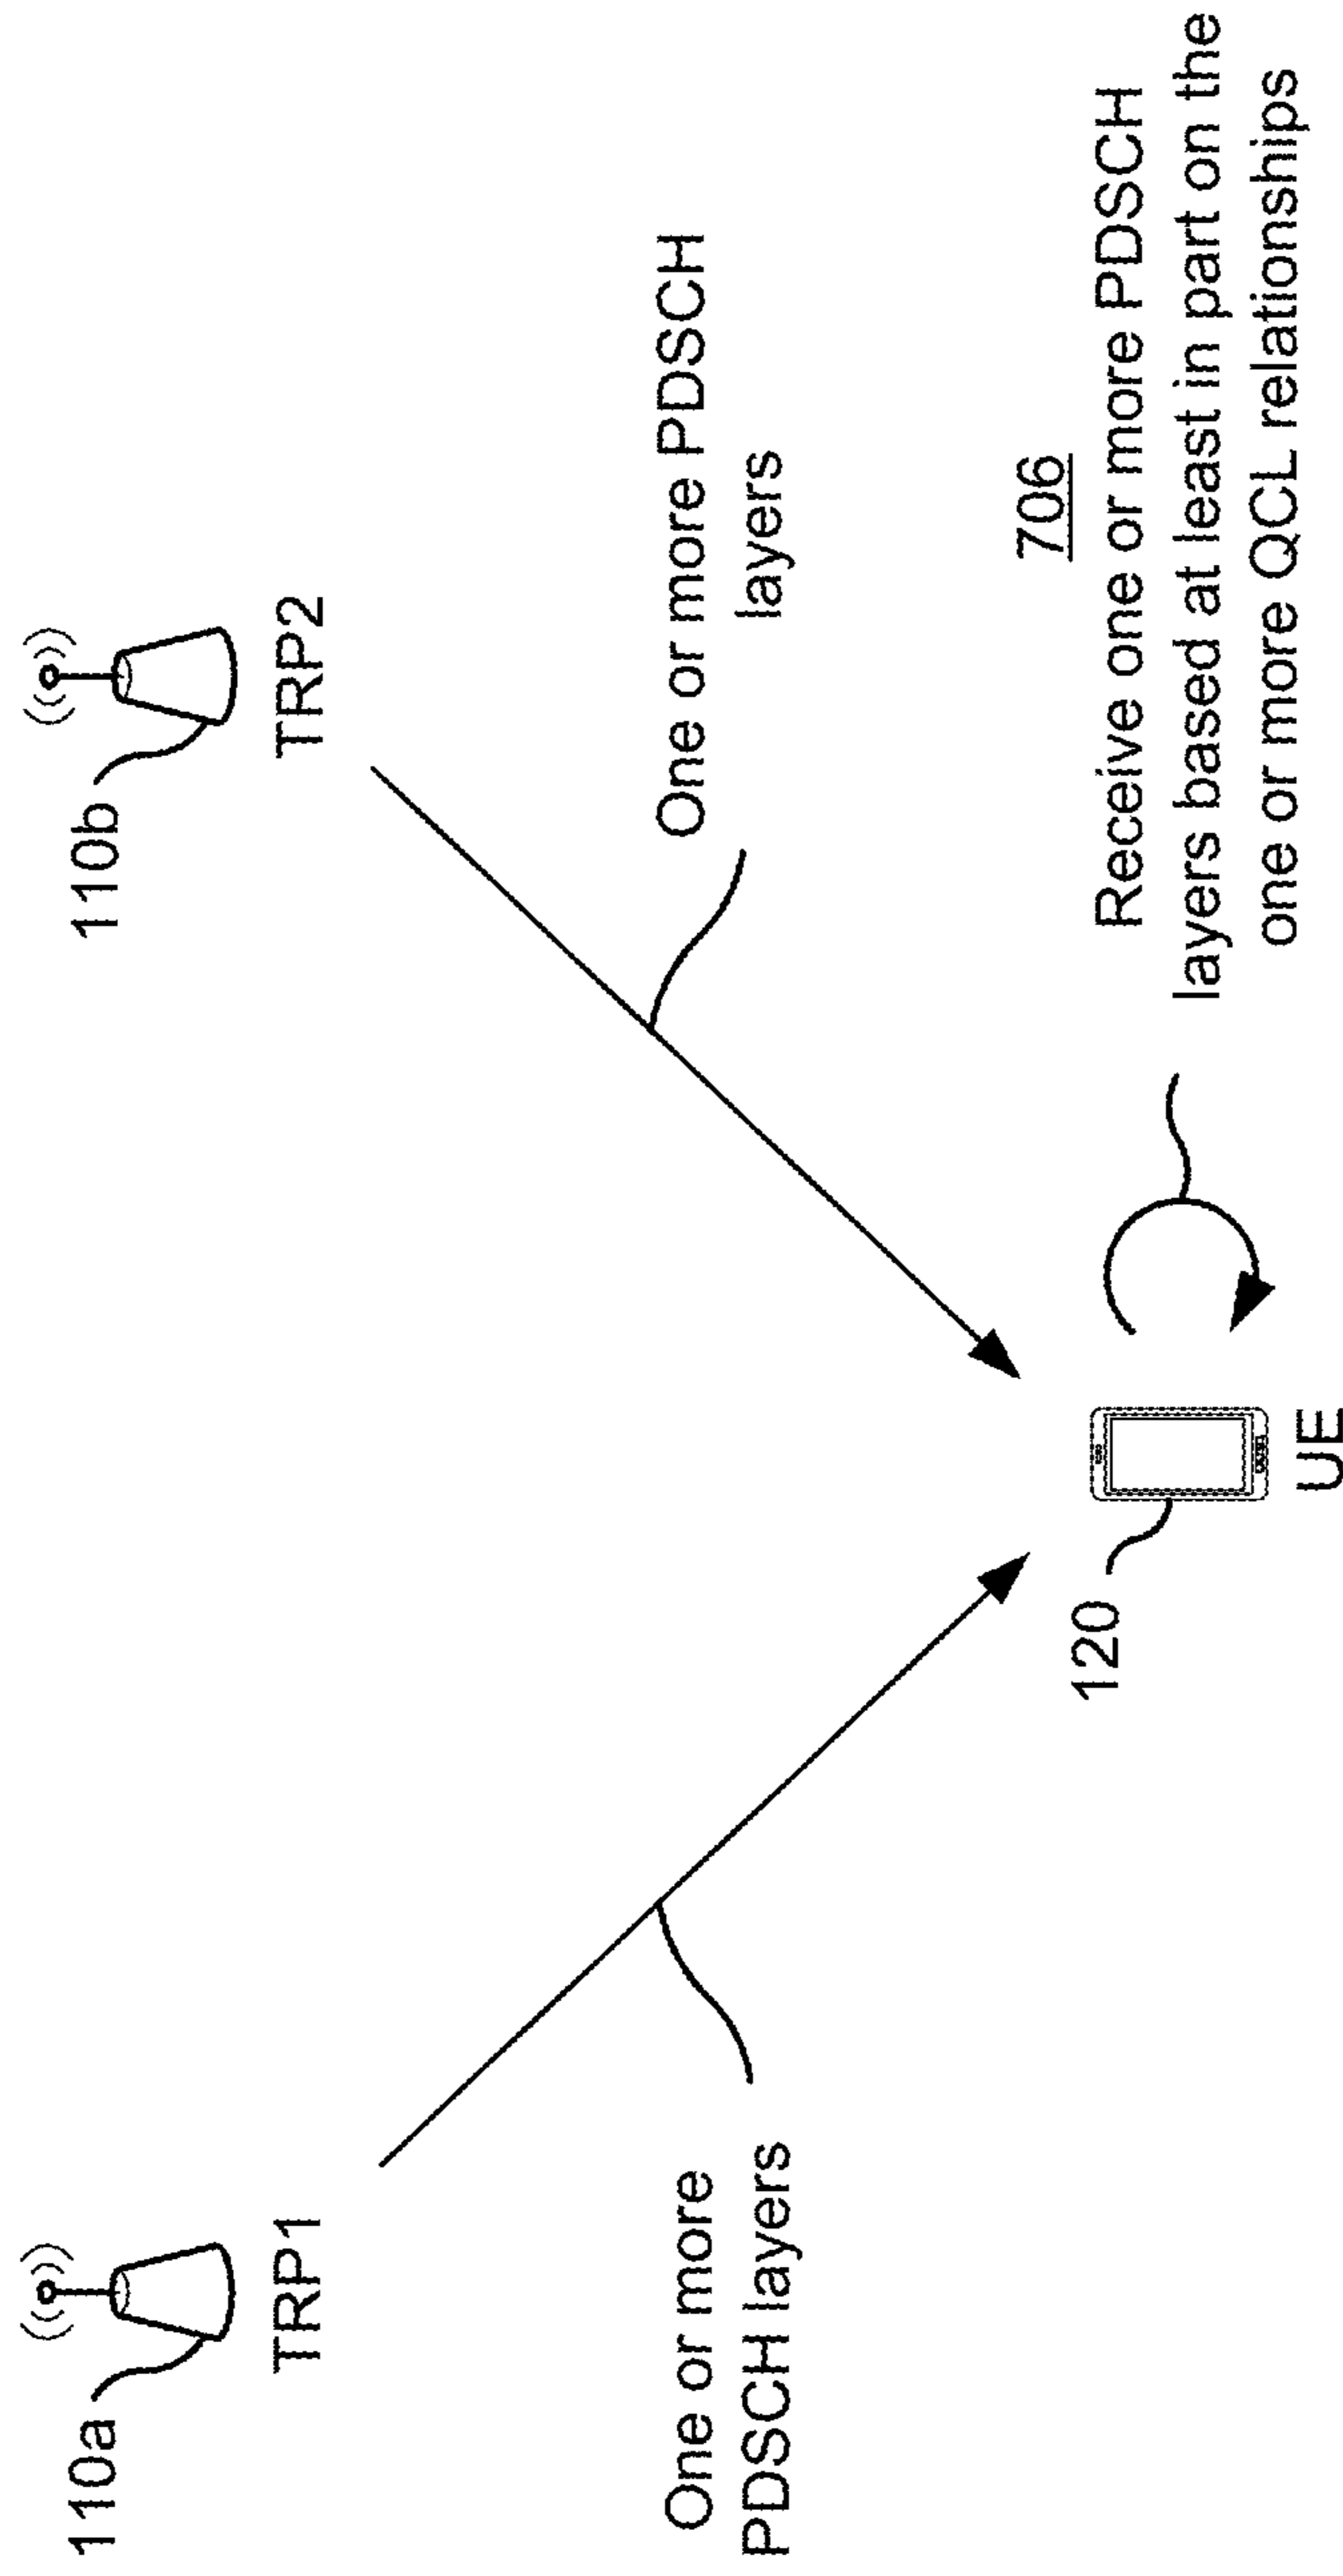 110a
TRP1
110b
TRP2
One or more
PDSCH layers
One or more PDSCH
layers
120
UE
706
Receive one or more PDSCH
layers based at least in part on the
one or more QCL relationships